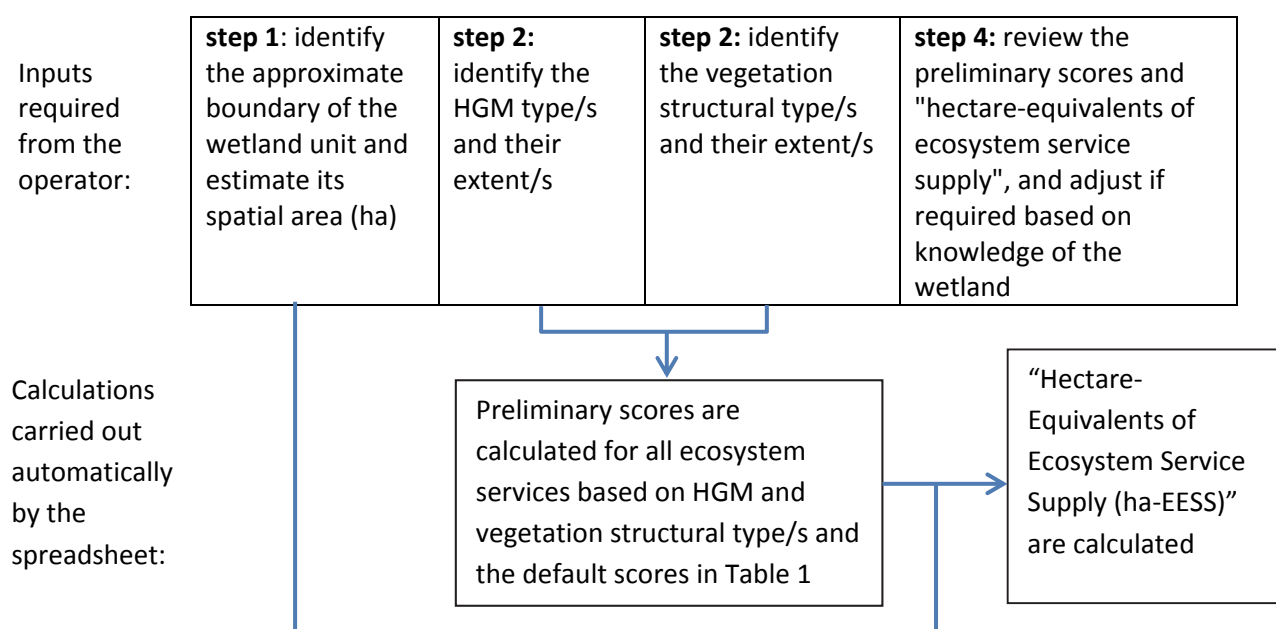 Inputs
required
from the
operator:
step 1: identify
the approximate
boundary of the
wetland unit and
estimate its
spatial area (ha)
step 2:
identify the
HGM type/s
and their
extent/s
step 2: identify
the vegetation
structural type/s
and their extent/s
step 4: review the
preliminary scores and
"hectare-equivalents of
ecosystem service
supply", and adjust if
required based on
knowledge of the
wetland
Calculations
carried out
automatically
by the
spreadsheet:
Preliminary scores are
calculated for all ecosystem
services based on HGM and
vegetation structural type/s and
the default scores in Table 1
“Hectare-
Equivalents of
Ecosystem Service
Supply (ha-EESS)”
are calculated